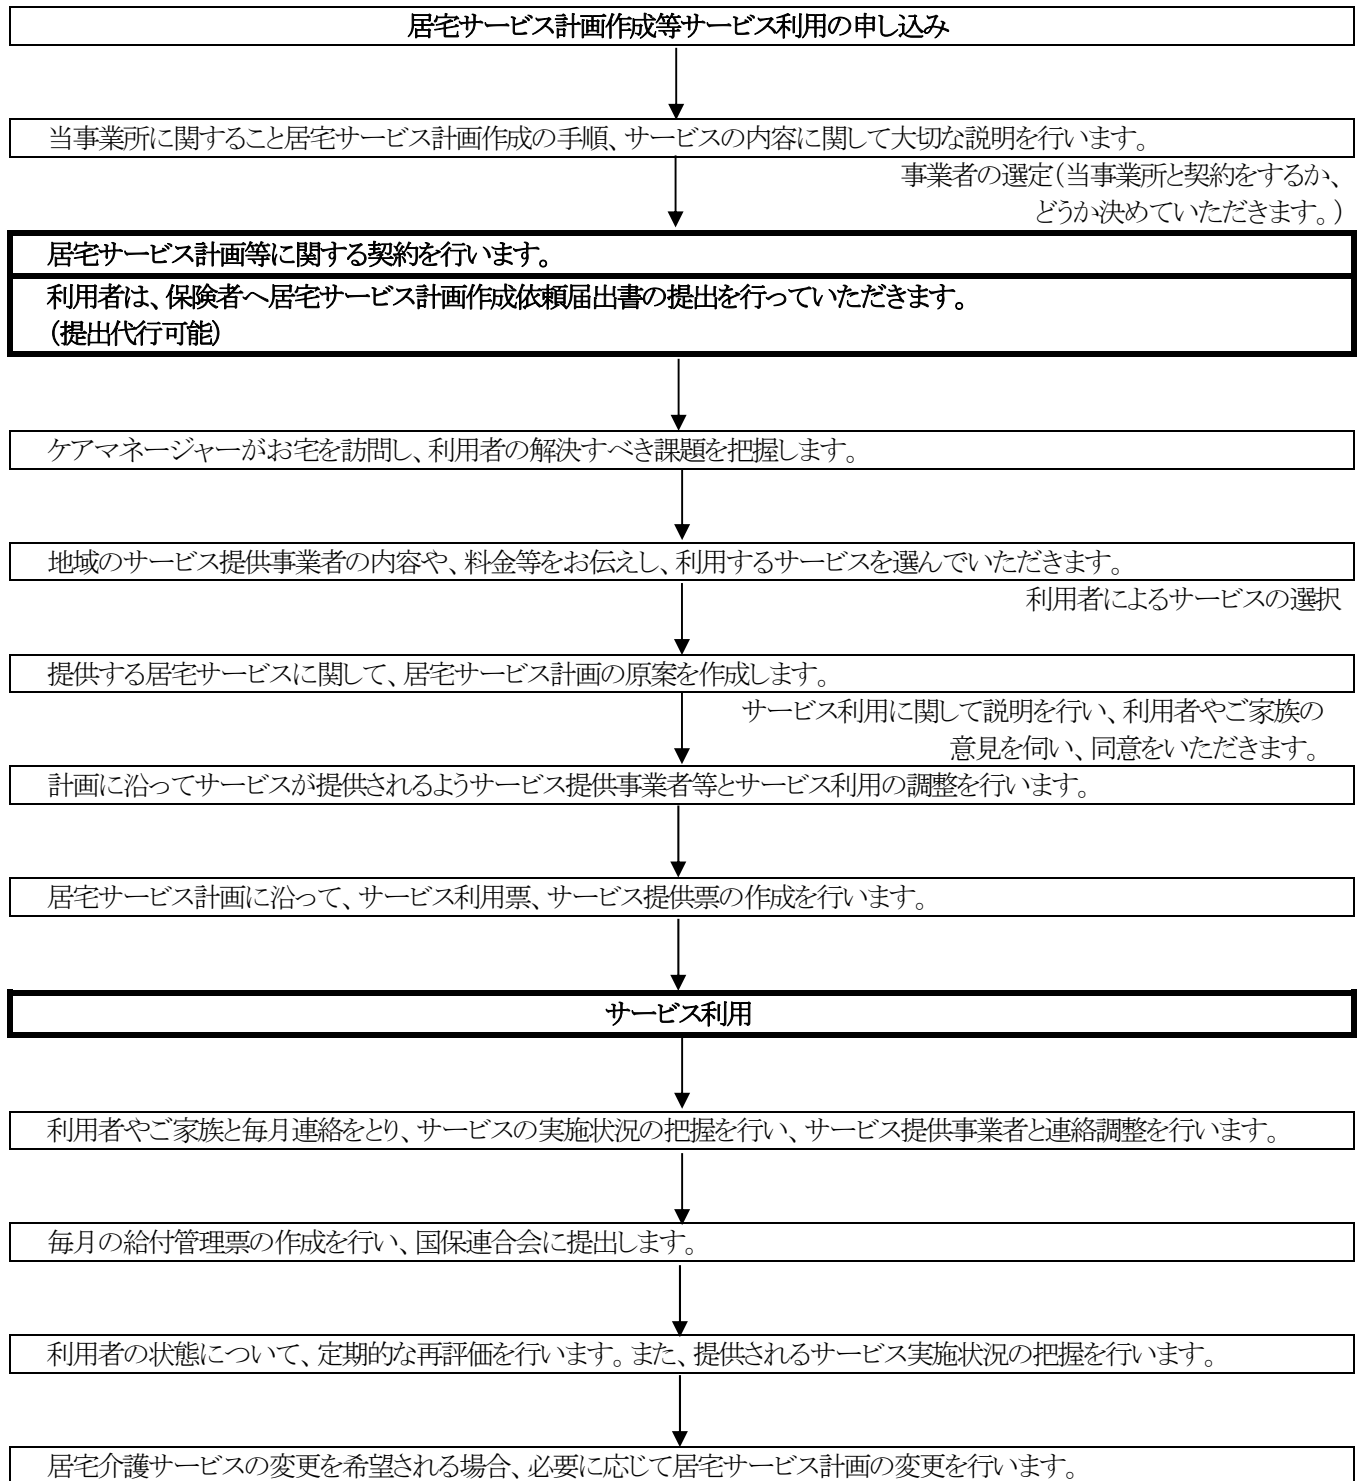 居宅サービス計画作成等サービス利用の申し込み
当事業所に関すること居宅サービス計画作成の手順、サービスの内容に関して大切な説明を行います。
事業者の選定（当事業所と契約をするか、
どうか決めていただきます。）
居宅サービス計画等に関する契約を行います。
利用者は、保険者へ居宅サービス計画作成依頼届出書の提出を行っていただきます。
（提出代行可能）
ケアマネージャーがお宅を訪問し、利用者の解決すべき課題を把握します。
地域のサービス提供事業者の内容や、料金等をお伝えし、利用するサービスを選んでいただきます。
利用者によるサービスの選択
提供する居宅サービスに関して、居宅サービス計画の原案を作成します。
サービス利用に関して説明を行い、利用者やご家族の
意見を伺い、同意をいただきます。
計画に沿ってサービスが提供されるようサービス提供事業者等とサービス利用の調整を行います。
居宅サービス計画に沿って、サービス利用票、サービス提供票の作成を行います。
サービス利用
利用者やご家族と毎月連絡をとり、サービスの実施状況の把握を行い、サービス提供事業者と連絡調整を行います。
毎月の給付管理票の作成を行い、国保連合会に提出します。
利用者の状態について、定期的な再評価を行います。また、提供されるサービス実施状況の把握を行います。
居宅介護サービスの変更を希望される場合、必要に応じて居宅サービス計画の変更を行います。